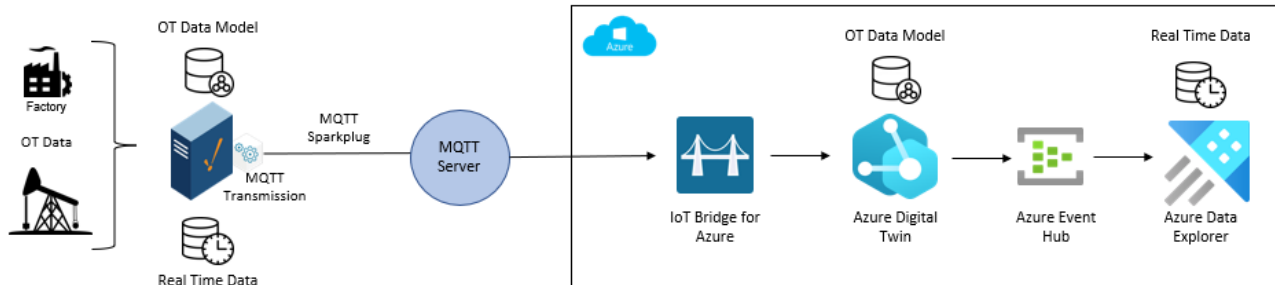 OT Data Model
Factory
OT Data
MQTT
Transmission
Real Time Data
MQTT
Sparkplug
MQTT
Server
Azure
IoT Bridge for
Azure
OT Data Model
Azure Digital
Twin
Azure Event
Hub
Real Time Data
Azure Data
Explorer